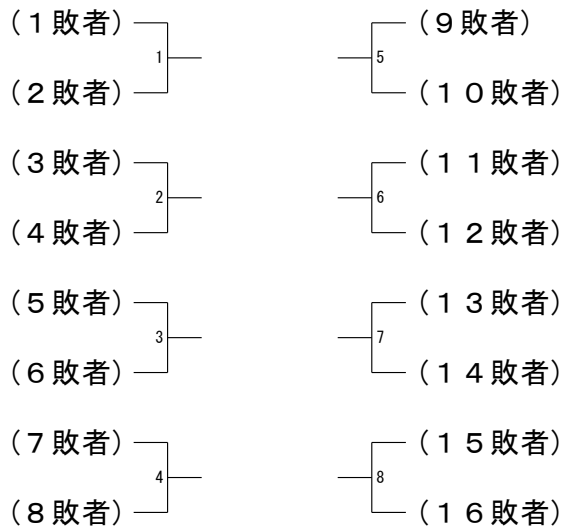 （1敗者）
1
（2敗者）
（3敗者）
2
（4敗者）
（5敗者）
3
（6敗者）
（7敗者）
4
（8敗者）
（9敗者）
5
（10敗者）
（11敗者）
6
（12敗者）
（13敗者）
7
（14敗者）
（15敗者）
8
（16敗者）